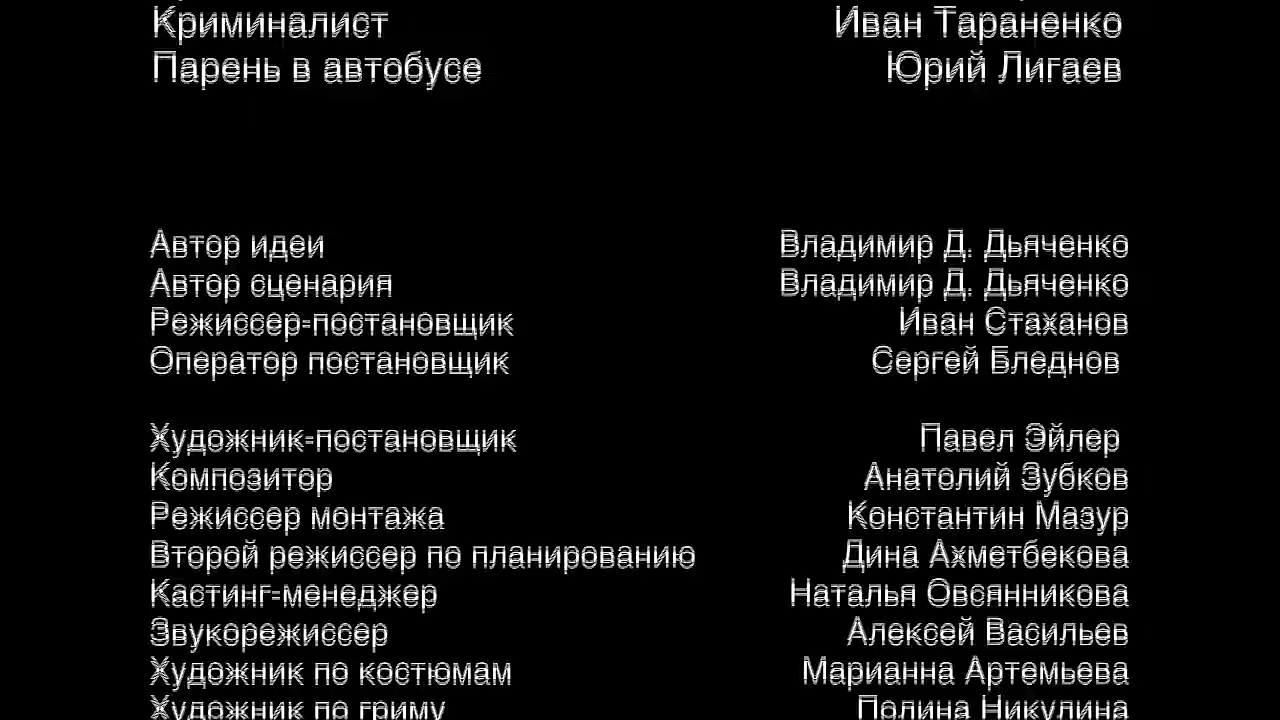 Криминалист Иван Тараненко
Парень в автобусе Юрий Лигаев
Автор идеи Владимир Д. Дьяченко
Автор сценария Владимир Д. Дьяченко
Режиссер-постановщик Иван Стаханов
Оператор постановщик Сергей Бледнов
Художник-постановщик Павел Эйлер
Композитор Анатолий Зубков
Режиссер монтажа Константин Мазур
Второй режиссер по планированию Дина Ахметбекова
Кастинг-менеджер Наталья Овсянникова
Звукорежиссер Алексей Васильев
Художник по костюмам Марианна Артемьева
Художник по гриму Полина Никулина